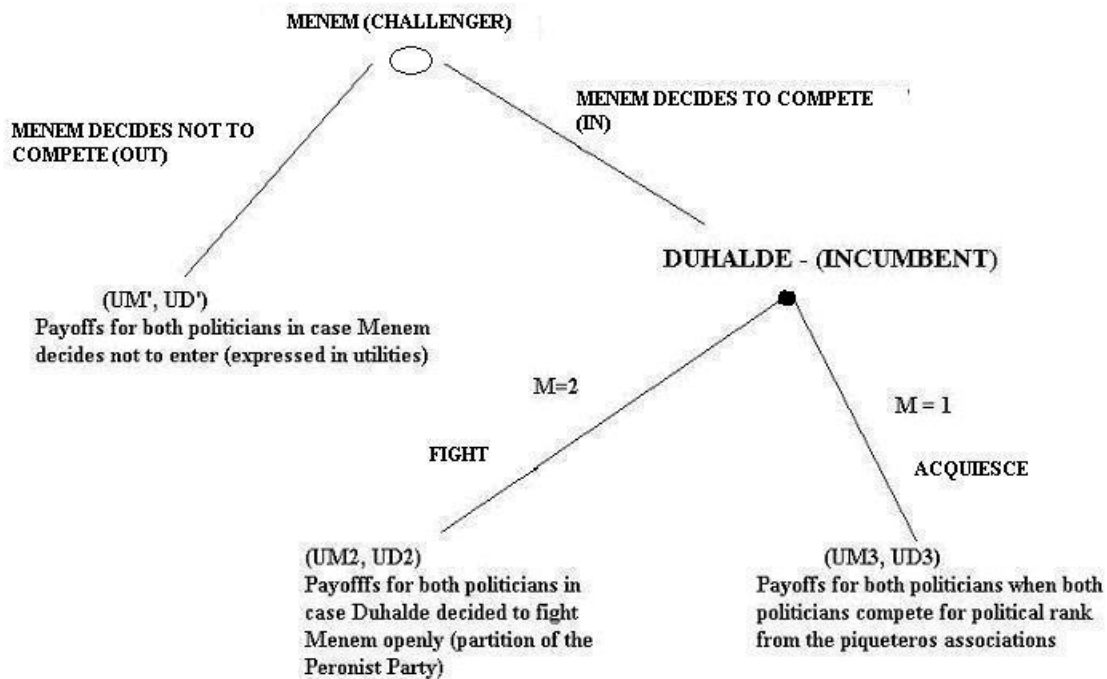 MENEM (CHALLENGER)
MENEM DECIDES TO COMPETE
(IN)
MENEM DECIDES NOT TO
COMPETE (OUT)
DUHALDE - (INCUMBENT)
(UM', UD')
Payoffs for both politicians in case Menem
decides not to enter (expressed in utilities)
M=2
M = 1
FIGHT
ACQUIESCE
(UM2, UD2)
Payofffs for both politicians in
case Duhalde decided to fight
Menem openly (partition of the
Peronist Party)
(UM3, UD3)
Payoffs for both politicians when both
politicians compete for political rank
from the piqueteros associations